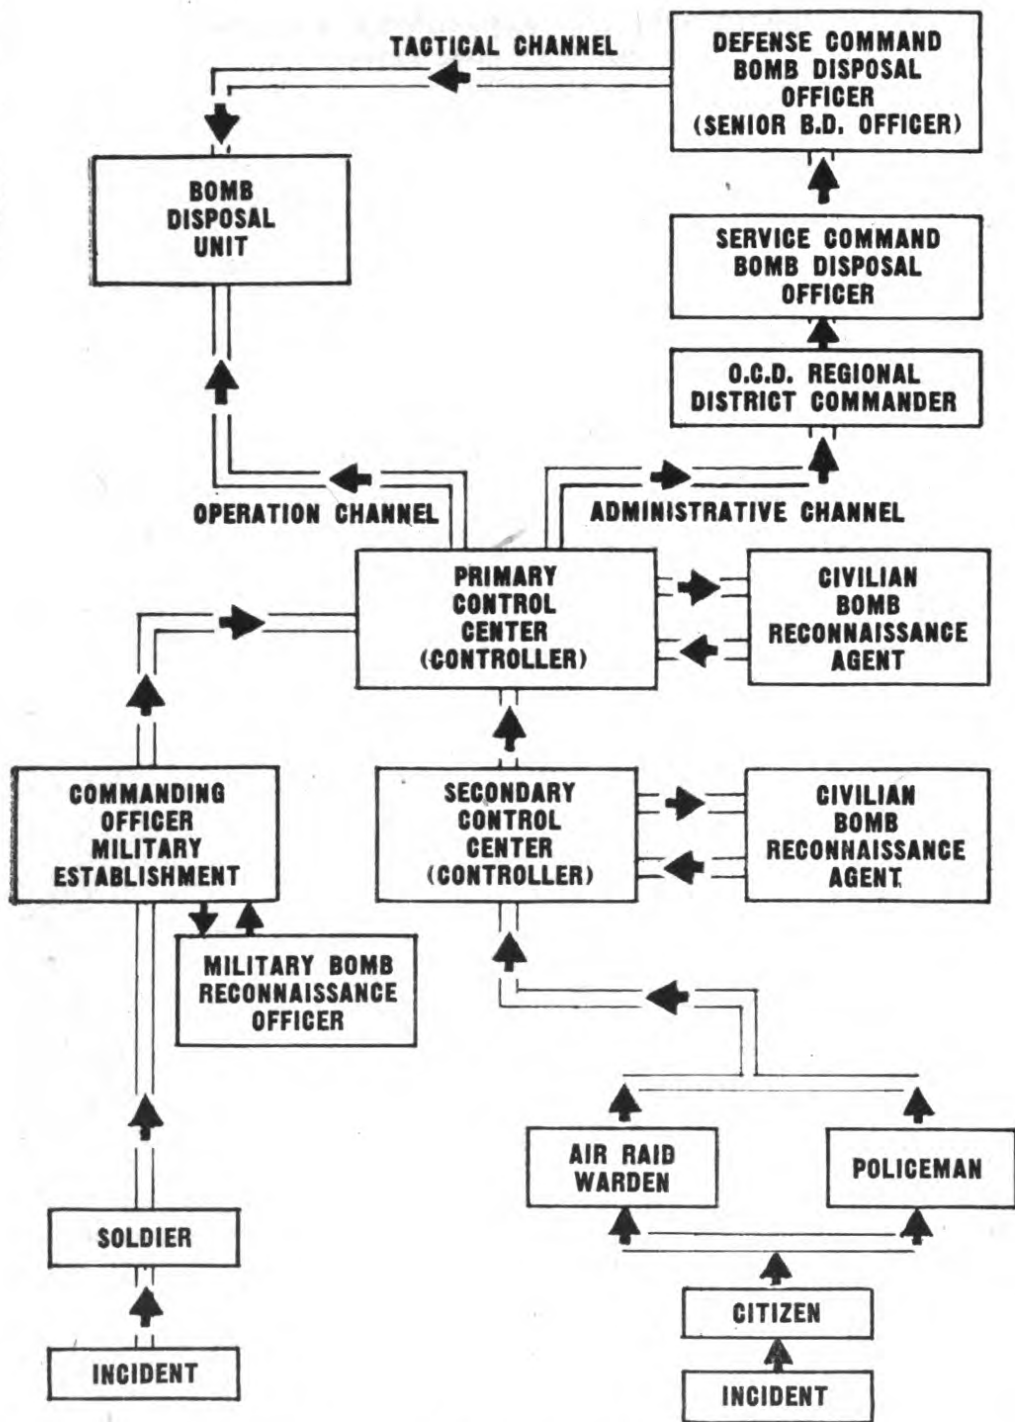 TACTICAL CHANNEL
DEFENSE COMMAND
BOMB DISPOSAL
OFFICER
(SENIOR B.D. OFFICER)
BOMB
DISPOSAL
UNIT
SERVICE COMMAND
BOMB DISPOSAL
OFFICER
O.C.D. REGIONAL
DISTRICT COMMANDER
OPERATION CHANNEL
ADMINISTRATIVE CHANNEL
PRIMARY
CONTROL
CENTER
(CONTROLLER)
CIVILIAN
BOMB
RECONNAISSANCE
AGENT
COMMANDING
OFFICER
MILITARY
ESTABLISHMENT
SECONDARY
CONTROL
CENTER
(CONTROLLER)
CIVILIAN
BOMB
RECONNAISSANCE
AGENT.
MILITARY BOMB
RECONNAISSANCE
OFFICER
AIR RAID
WARDEN
POLICEMAN
SOLDIER
CITIZEN
INCIDENT
INCIDENT